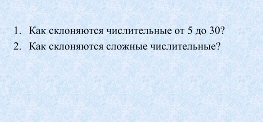 1. Как склоняются числительные от 5 до 30?
2. Как склоняются сложные числительные?